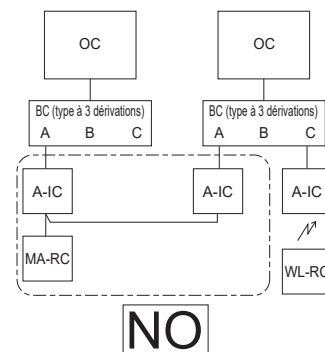 OC OC
BC (type à 3 dérivations) BC (type à 3 dérivations)
A B C A B C
A-IC A-IC A-IC
MA-RC WL-RC
NO